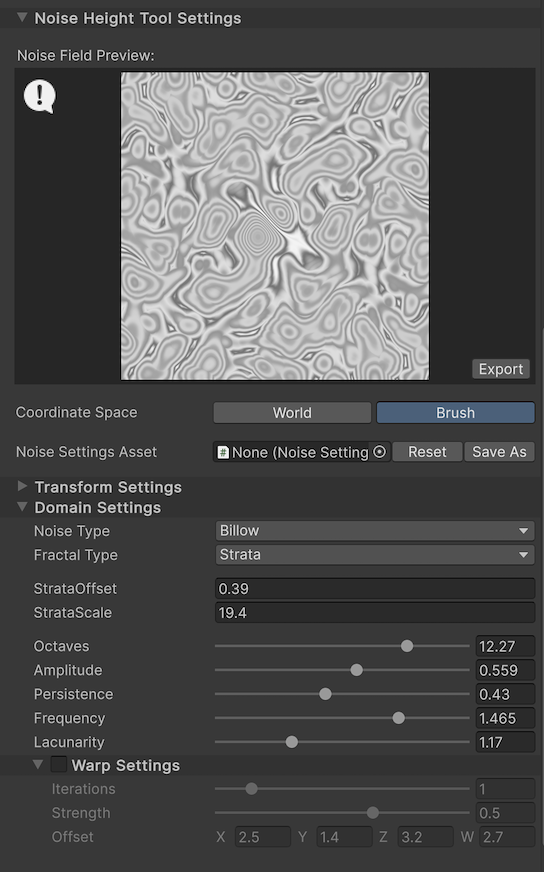 Noise Height Tool Settings
Noise Field Preview:
Export
Coordinate Space World Brush
Noise Settings Asset # None (Noise Setting Reset Save As
Transform Settings
Domain Settings
Noise Type Billow
Fractal Type Strata
StrataOffset 0.39
StrataScale 19.4
Octaves 12.27
Amplitude 0.559
Persistence 0.43
Frequency 1.465
Lacunarity 1.17
Warp Settings
Iterations 1
Strength 0.5
Offset X 2.5 Y 1.4 Z 3.2 W 2.7